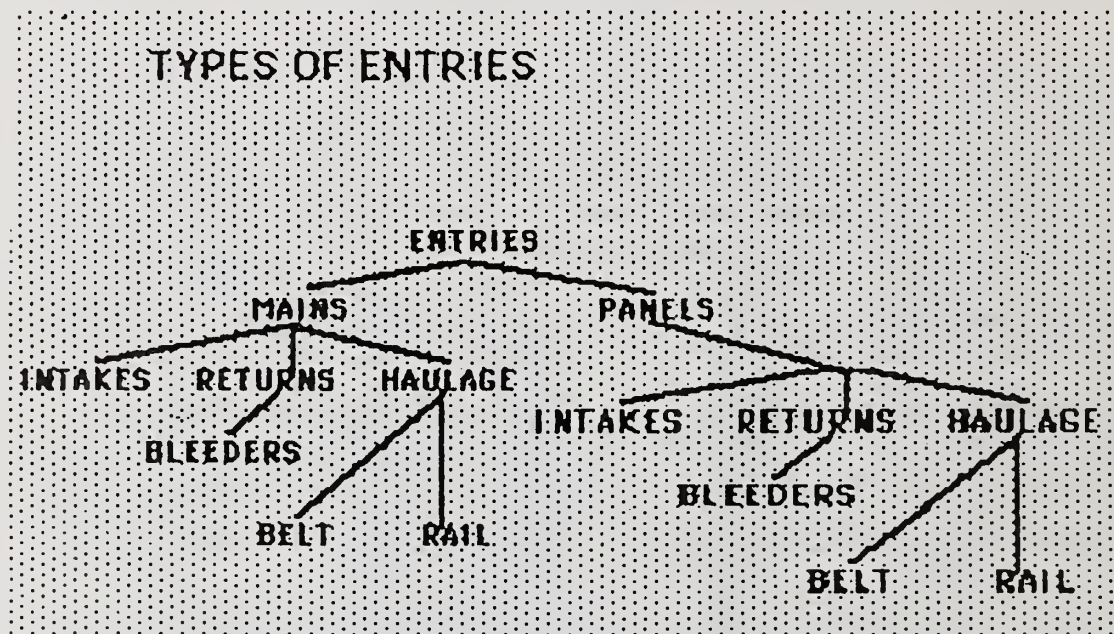 TYPES OF ENTRIES
ENTRIES
MAINS PANELS
INTAKES RETURNS HAULAGE
INTAKES RETURNS HAULAGE
BLEEDERS
BLEEDERS
BELT RAIL
BELT RAIL